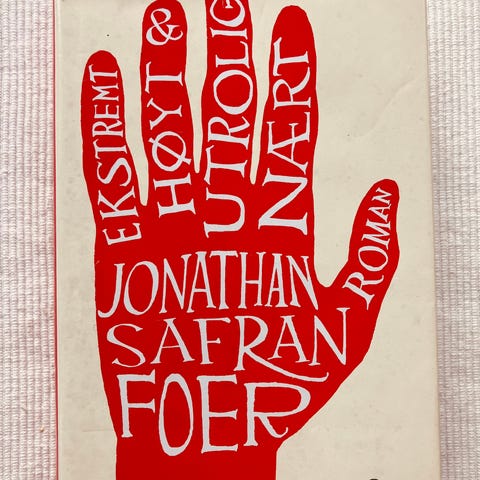 EKSTREMT
HØYT &
UTROLIG
NÆRT
ROMAN
JONATHAN
SAFRAN
FOER